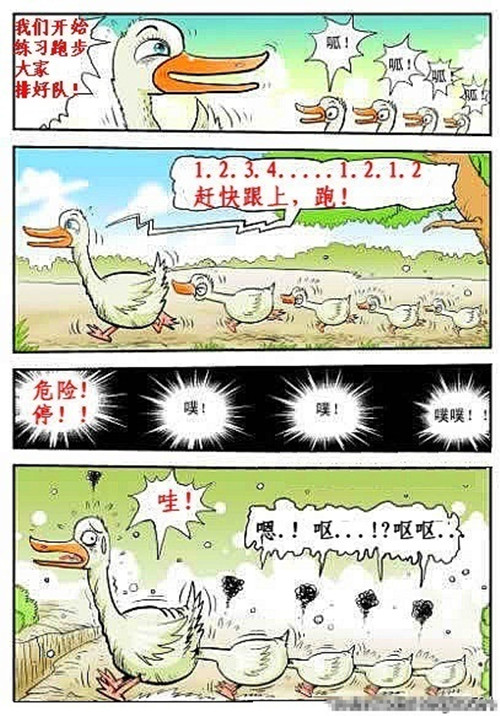 我们开始
练习跑步
大家
排好队！
呱！
呱！
呱！
呱！
1.2.3.4.....1.2.1.2
赶快跟上，跑！
危险！
停！！
噗！
噗！
噗噗！
哇！
嗯.！呕...!?呕呕...